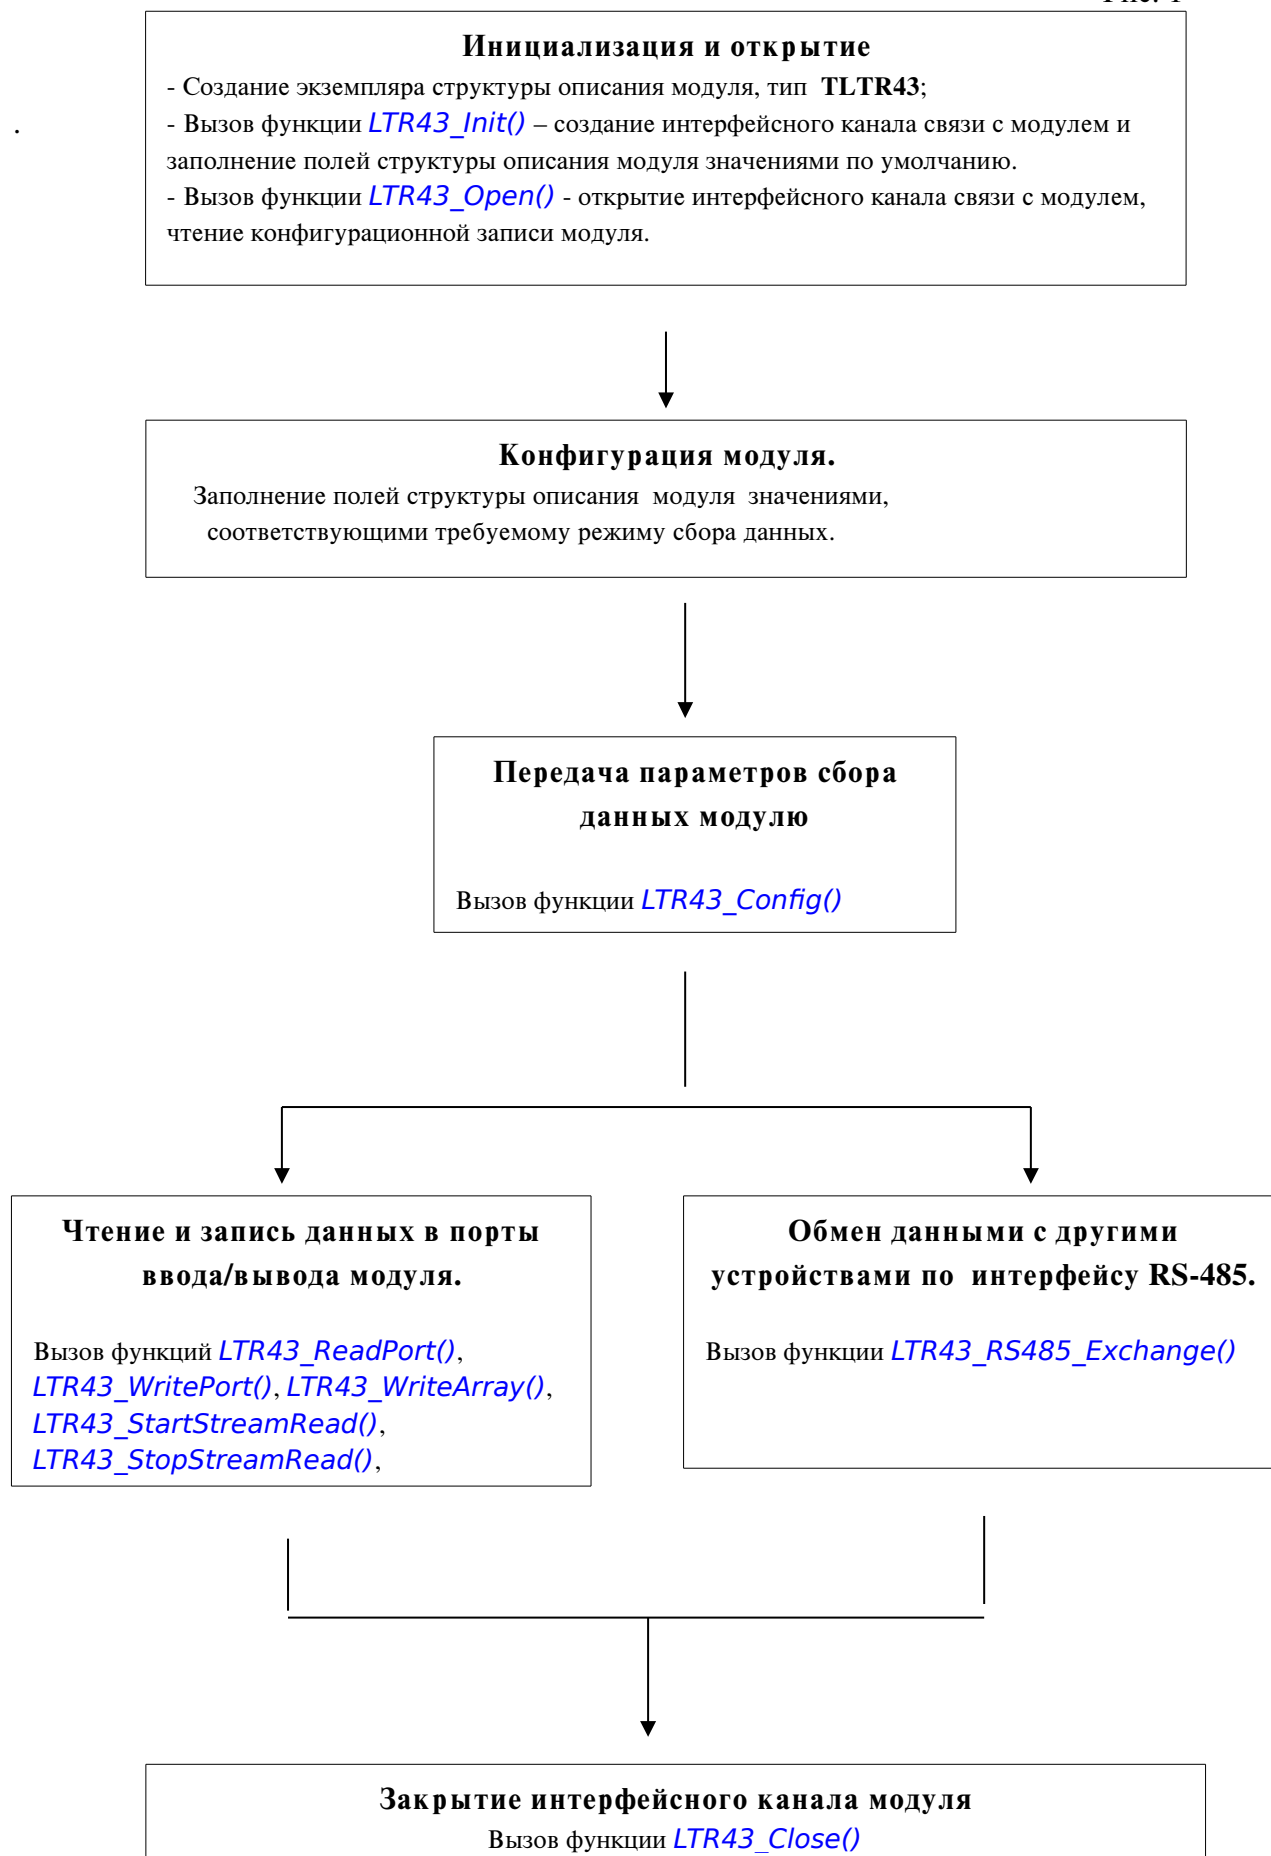 Инициализация и открытие
- Создание экземпляра структуры описания модуля, тип TLTR43;
.
- Вызов функции LTR43_Init() – создание интерфейсного канала связи с модулем и
заполнение полей структуры описания модуля значениями по умолчанию.
- Вызов функции LTR43_Open() - открытие интерфейсного канала связи с модулем,
чтение конфигурационной записи модуля.
Конфигурация модуля.
Заполнение полей структуры описания модуля значениями,
соответствующими требуемому режиму сбора данных.
Передача параметров сбора
данных модулю
Вызов функции LTR43_Config()
Чтение и запись данных в порты
ввода/вывода модуля.
Вызов функций LTR43_ReadPort(),
LTR43_WritePort(), LTR43_WriteArray(),
LTR43_StartStreamRead(),
LTR43_StopStreamRead(),
Обмен данными с другими
устройствами по интерфейсу RS-485.
Вызов функции LTR43_RS485_Exchange()
Закрытие интерфейсного канала модуля
Вызов функции LTR43_Close()